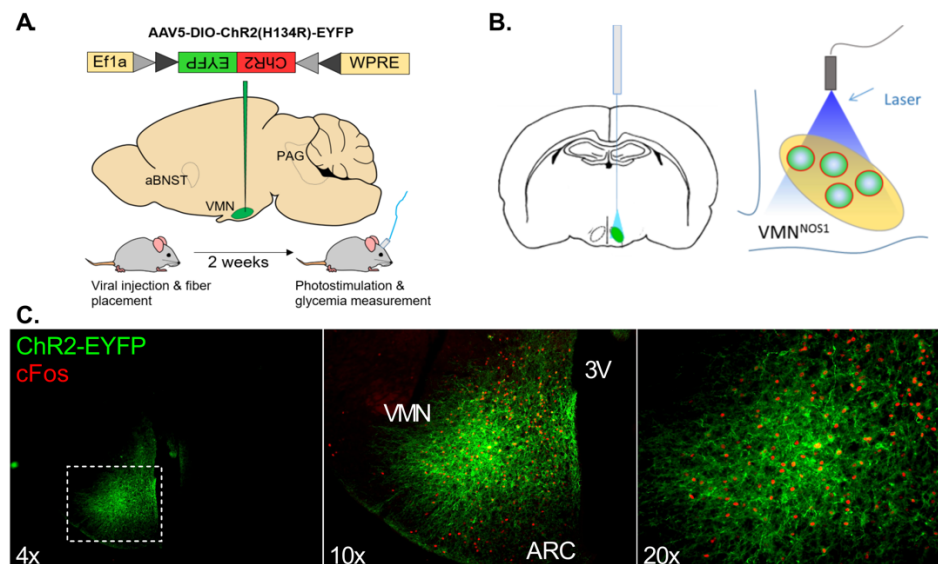 A.
AAV5-DIO-ChR2(H134R)-EYFP
Ef1a
EYFP
ChR2
WPRE
aBNST
PAG
VMN
2 weeks
Viral injection & fiber
placement
Photostimulation &
glycemia measurement
B.
Laser
VMN^NOS1
C.
ChR2-EYFP
cFos
4x
VMN
3V
ARC
10x
20x